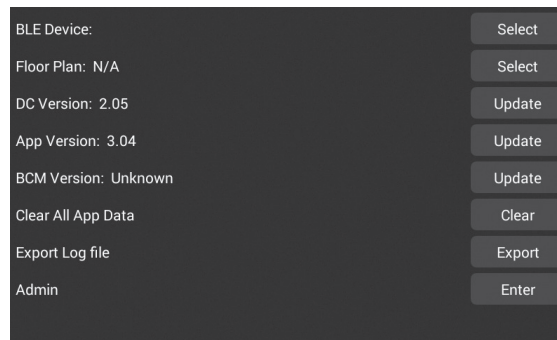 BLE Device: Select
Floor Plan: N/A Select
DC Version: 2.05 Update
App Version: 3.04 Update
BCM Version: Unknown Update
Clear All App Data Clear
Export Log file Export
Admin Enter